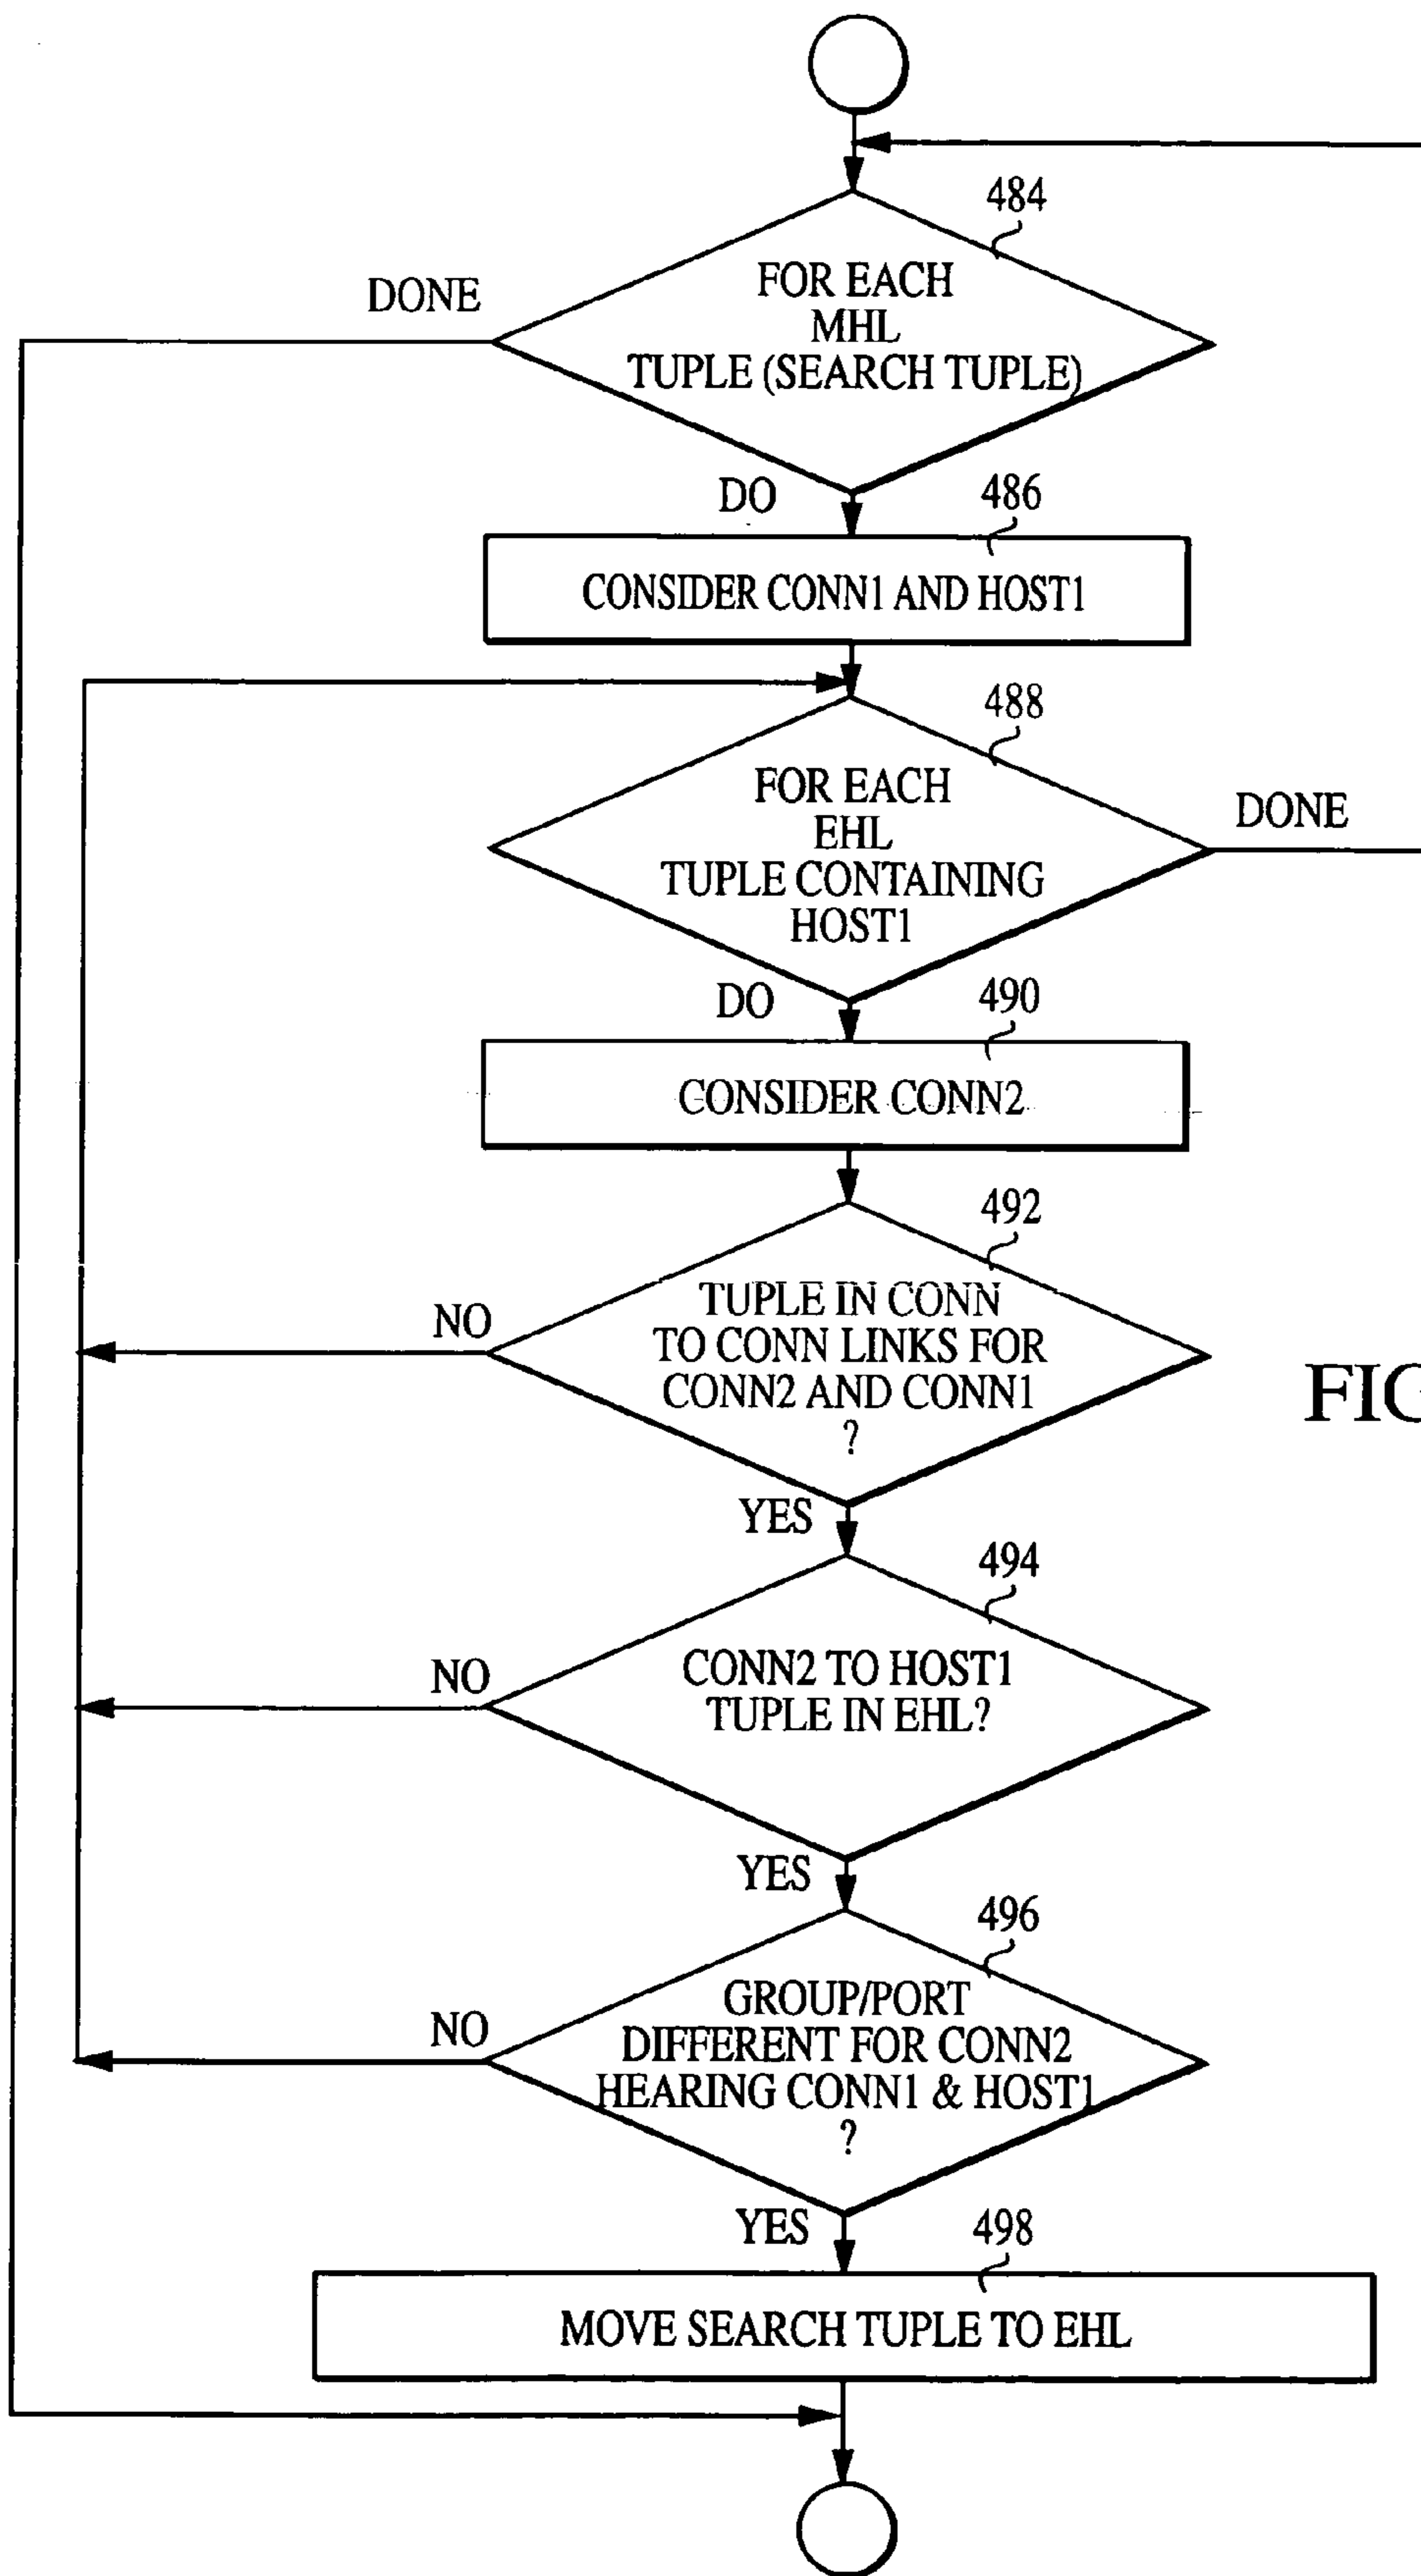 484
DONE
FOR EACH
MHL
TUPLE (SEARCH TUPLE)
DO
486
CONSIDER CONN1 AND HOST1
488
FOR EACH
EHL
TUPLE CONTAINING
HOST1
DONE
DO
490
CONSIDER CONN2
492
TUPLE IN CONN
TO CONN LINKS FOR
CONN2 AND CONN1
?
NO
FIG
YES
494
CONN2 TO HOST1
TUPLE IN EHL?
NO
YES
496
GROUP/PORT
DIFFERENT FOR CONN2
HEARING CONN1 & HOST1
?
NO
YES
498
MOVE SEARCH TUPLE TO EHL